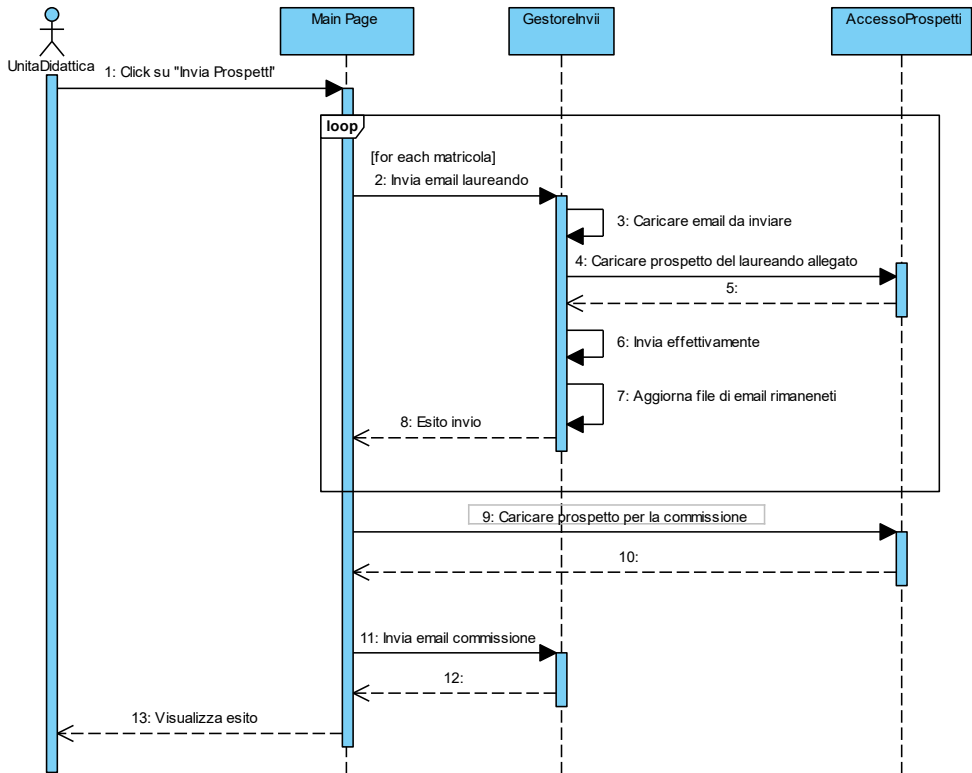 Main Page
GestoreInvii
AccessoProspetti
UnitaDidattica
1: Click su "Invia Prospetti"
loop
[for each matricola]
2: Invia email laureando
3: Caricare email da inviare
4: Caricare prospetto del laureando allegato
5:
6: Invia effettivamente
7: Aggiorna file di email rimaneneti
8: Esito invio
9: Caricare prospetto per la commissione
10:
11: Invia email commissione
12:
13: Visualizza esito